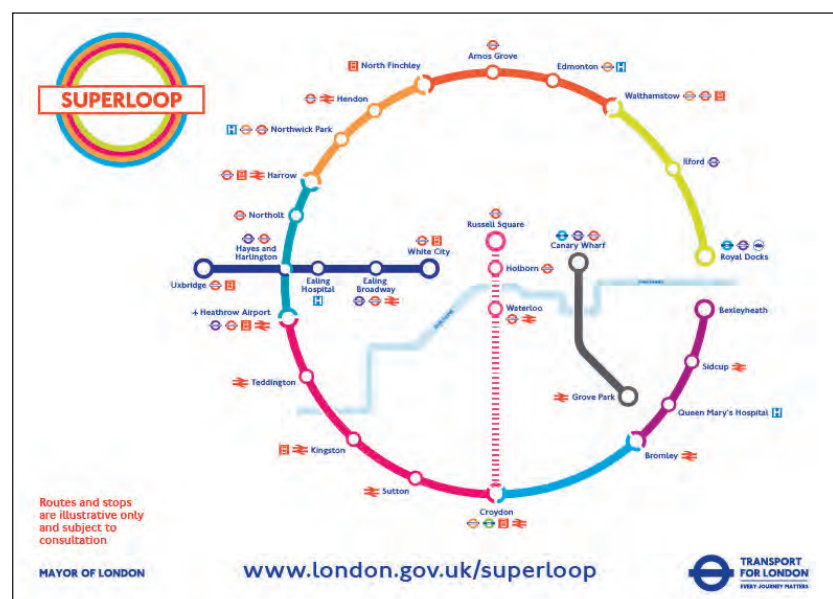 SUPERLOOP
North Finchley
Arnos Grove
Edmonton
Hendon
Walthamstow
Northwick Park
Harrow
Ilford
Northolt
Russell Square
Hayes and
Harlington
White City
Canary Wharf
Royal Docks
Uxbridge
Ealing
Hospital
Ealing
Broadway
Holborn
Heathrow Airport
Waterloo
Bexleyheath
Sidcup
Teddington
Grove Park
Queen Mary's Hospital
Kingston
Bromley
Sutton
Croydon
Routes and stops
are illustrative only
and subject to
consultation
MAYOR OF LONDON
www.london.gov.uk/superloop
TRANSPORT
FOR LONDON
EVERY JOURNEY MATTERS